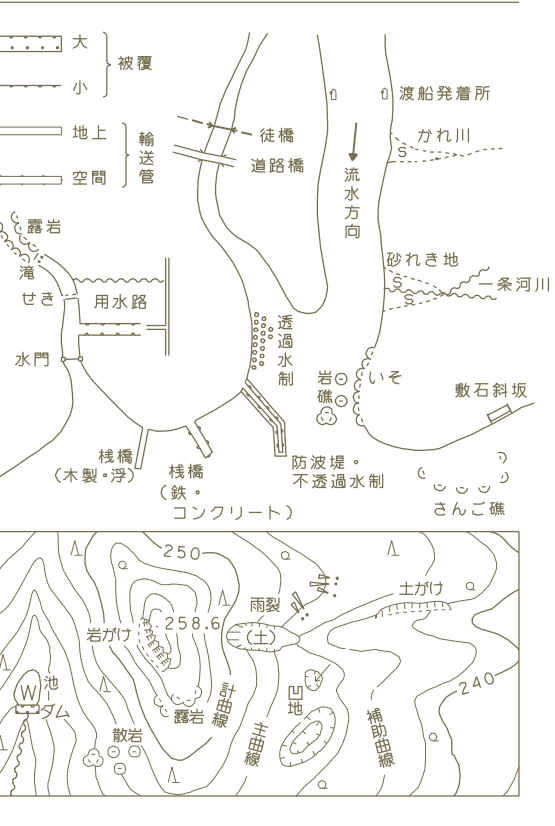 大
小
被覆
地上
空間
輸送管
徒橋
道路橋
渡船発着所
かれ川
S
流水方向
露岩
滝
せき
用水路
水門
砂れき地
S
S
一条河川
透過水制
岩礁
いそ
敷石斜坂
桟橋
(木製・浮)
桟橋
(鉄・
コンクリート)
防波堤・
不透過水制
さんご礁
250
258.6
岩がけ
雨裂
(土)
土がけ
池
W
ダム
露岩
散岩
計曲線
主曲線
凹地
補助曲線
240